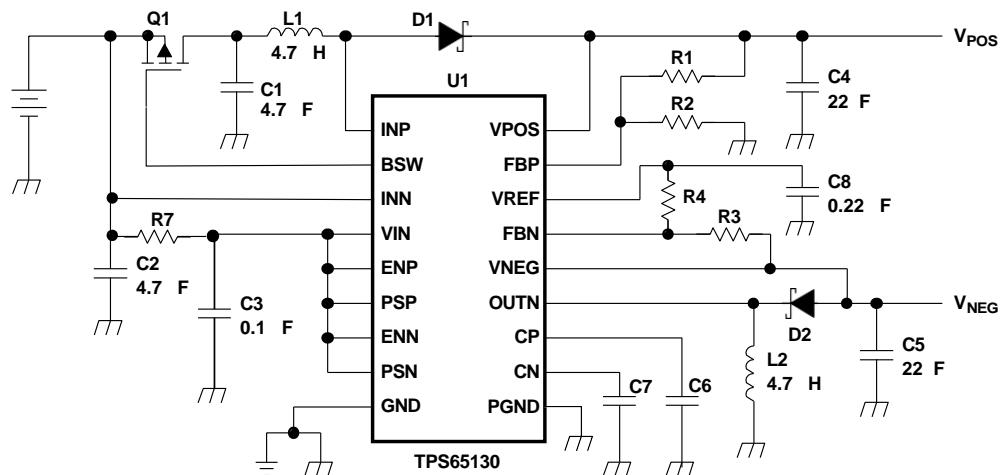 Q1
L1
4.7 H
D1
VPOS
C1
4.7 F
U1
R1
R2
C4
22 F
INP
BSW
INN
VIN
ENP
PSP
ENN
PSN
GND
VPOS
FBP
VREF
FBN
VNEG
OUTN
CP
CN
PGND
R4
R3
C8
0.22 F
R7
C2
4.7 F
C3
0.1 F
VNEG
D2
L2
4.7 H
C5
22 F
C7
C6
TPS65130